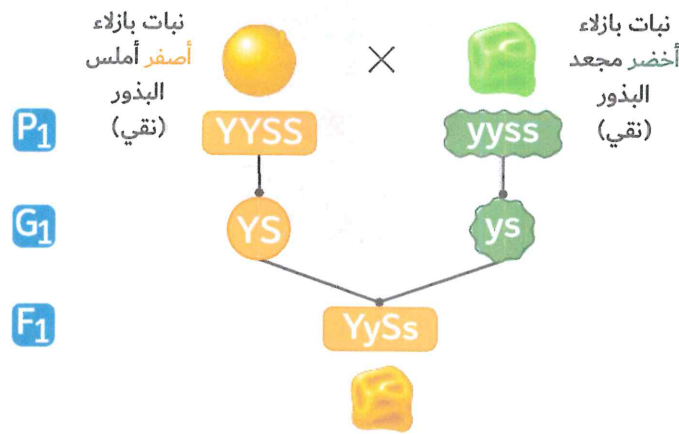 نبات بازلاء
أصفر أملس
البذور
(نقي)
×
نبات بازلاء
أخضر مجعد
البذور
(نقي)
P1
YYSS
yyss
G1
YS
ys
F1
YySs